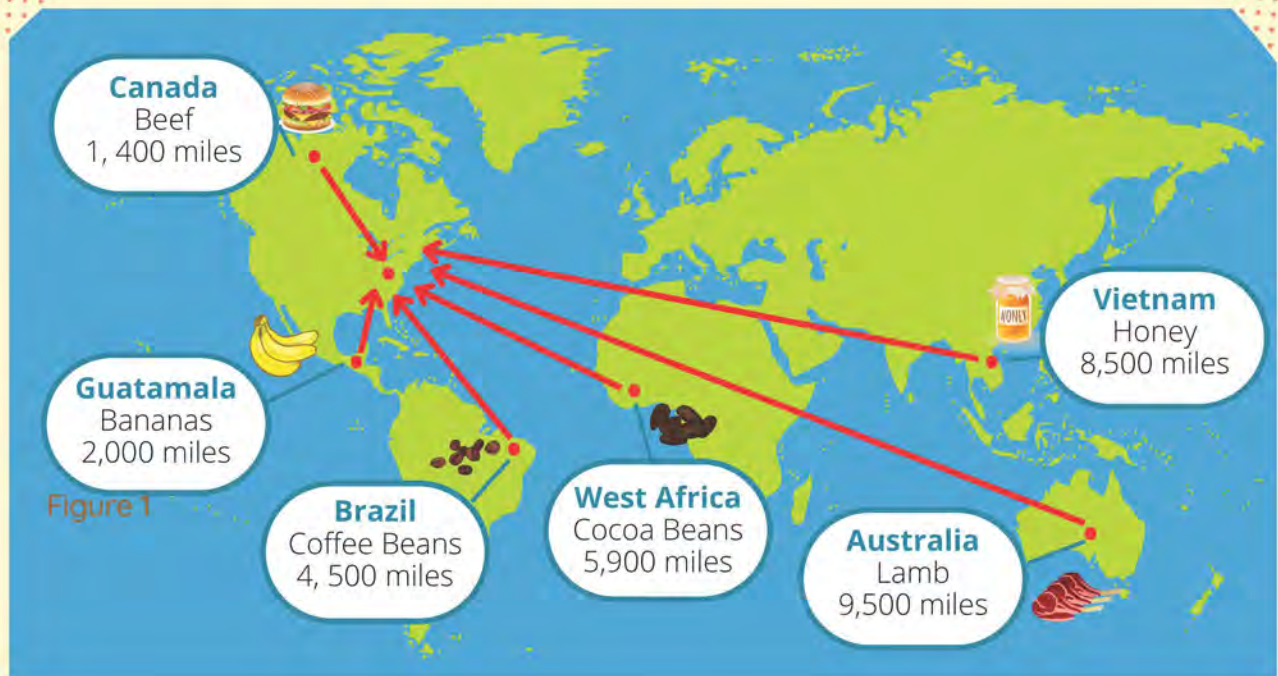 Canada
Beef
1, 400 miles
HONEY
Vietnam
Honey
8,500 miles
Guatamala
Bananas
2,000 miles
Figure 1
Brazil
Coffee Beans
4, 500 miles
West Africa
Cocoa Beans
5,900 miles
Australia
Lamb
9,500 miles